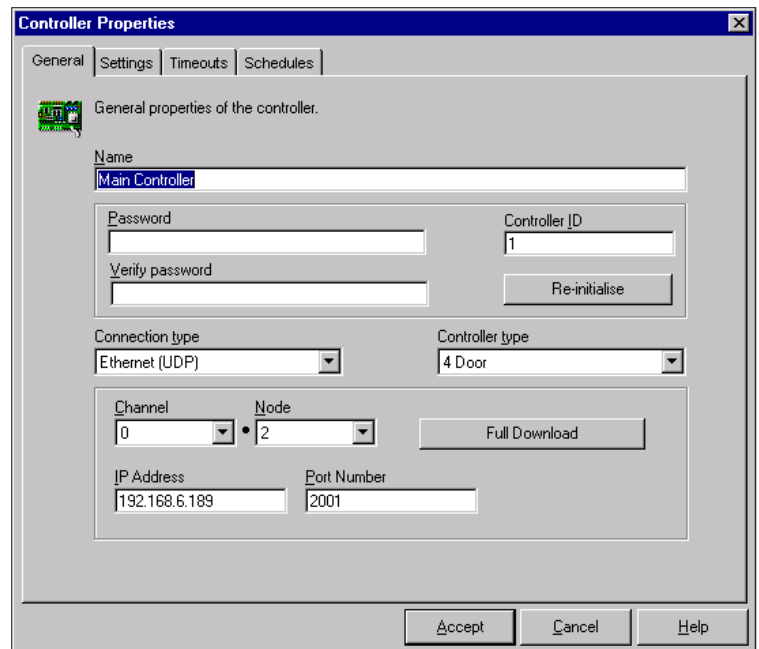 Controller Properties
General Settings Timeouts Schedules
General properties of the controller.
Name
Main Controller
Password Controller ID
1
Verify password
Re-initialise
Connection type Controller type
Ethernet (UDP) 4 Door
Channel Node
0 • 2 Full Download
IP Address Port Number
192.168.6.189 2001
Accept Cancel Help